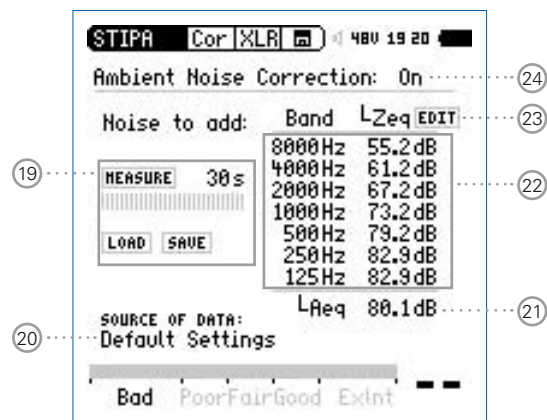 STIPA Cor XLR 48V 19 20
Ambient Noise Correction: On 24
Noise to add: Band LZeq EDIT 23
8000Hz 55.2dB
19 MEASURE 30s 4000Hz 61.2dB 22
2000Hz 67.2dB
1000Hz 73.2dB
LOAD SAVE 500Hz 79.2dB
250Hz 82.9dB
125Hz 82.9dB
LAeq 80.1dB 21
SOURCE OF DATA:
20 Default Settings
Bad Poor Fair Good Exlnt --